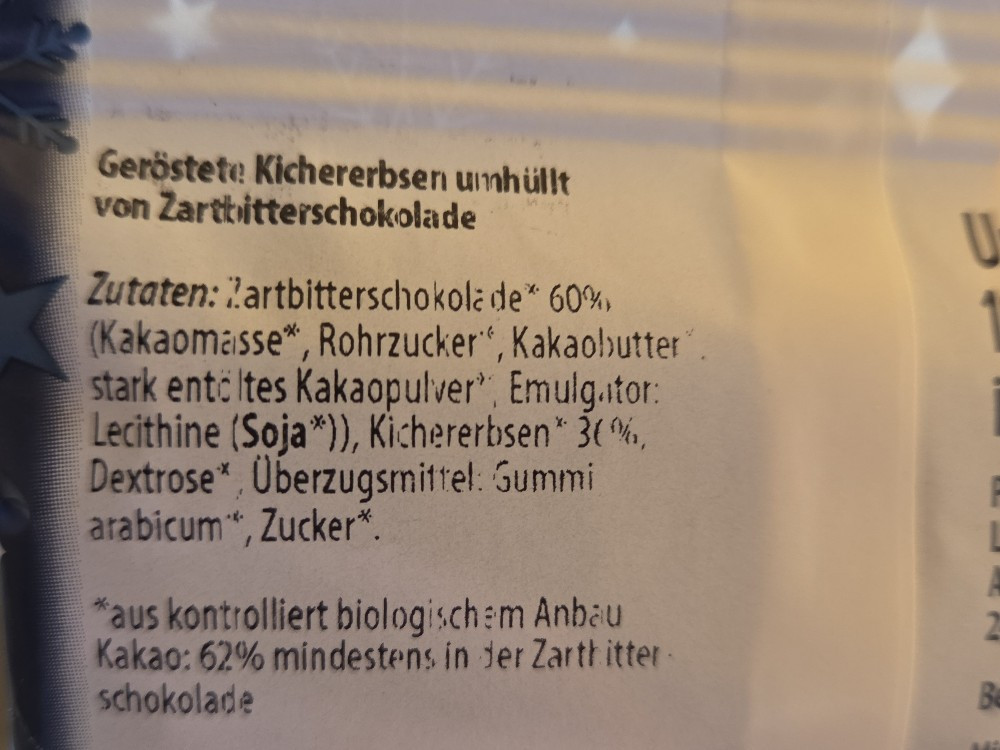 Geröstete Kichererbsen umhüllt
von Zartbitterschokolade
Zutaten: Zartbitterschokolade* 60%
(Kakaomasse*, Rohrzucker*, Kakaobutter*,
stark entöltes Kakaopulver*, Emulgator:
Lecithine (Soja*)), Kichererbsen*
Dextrose*, Überzugsmittel: Gummi
arabicum*, Zucker*.
*aus kontrolliert biologischem Anbau
Kakao: 62% mindestens in der Zartbitter-
schokolade